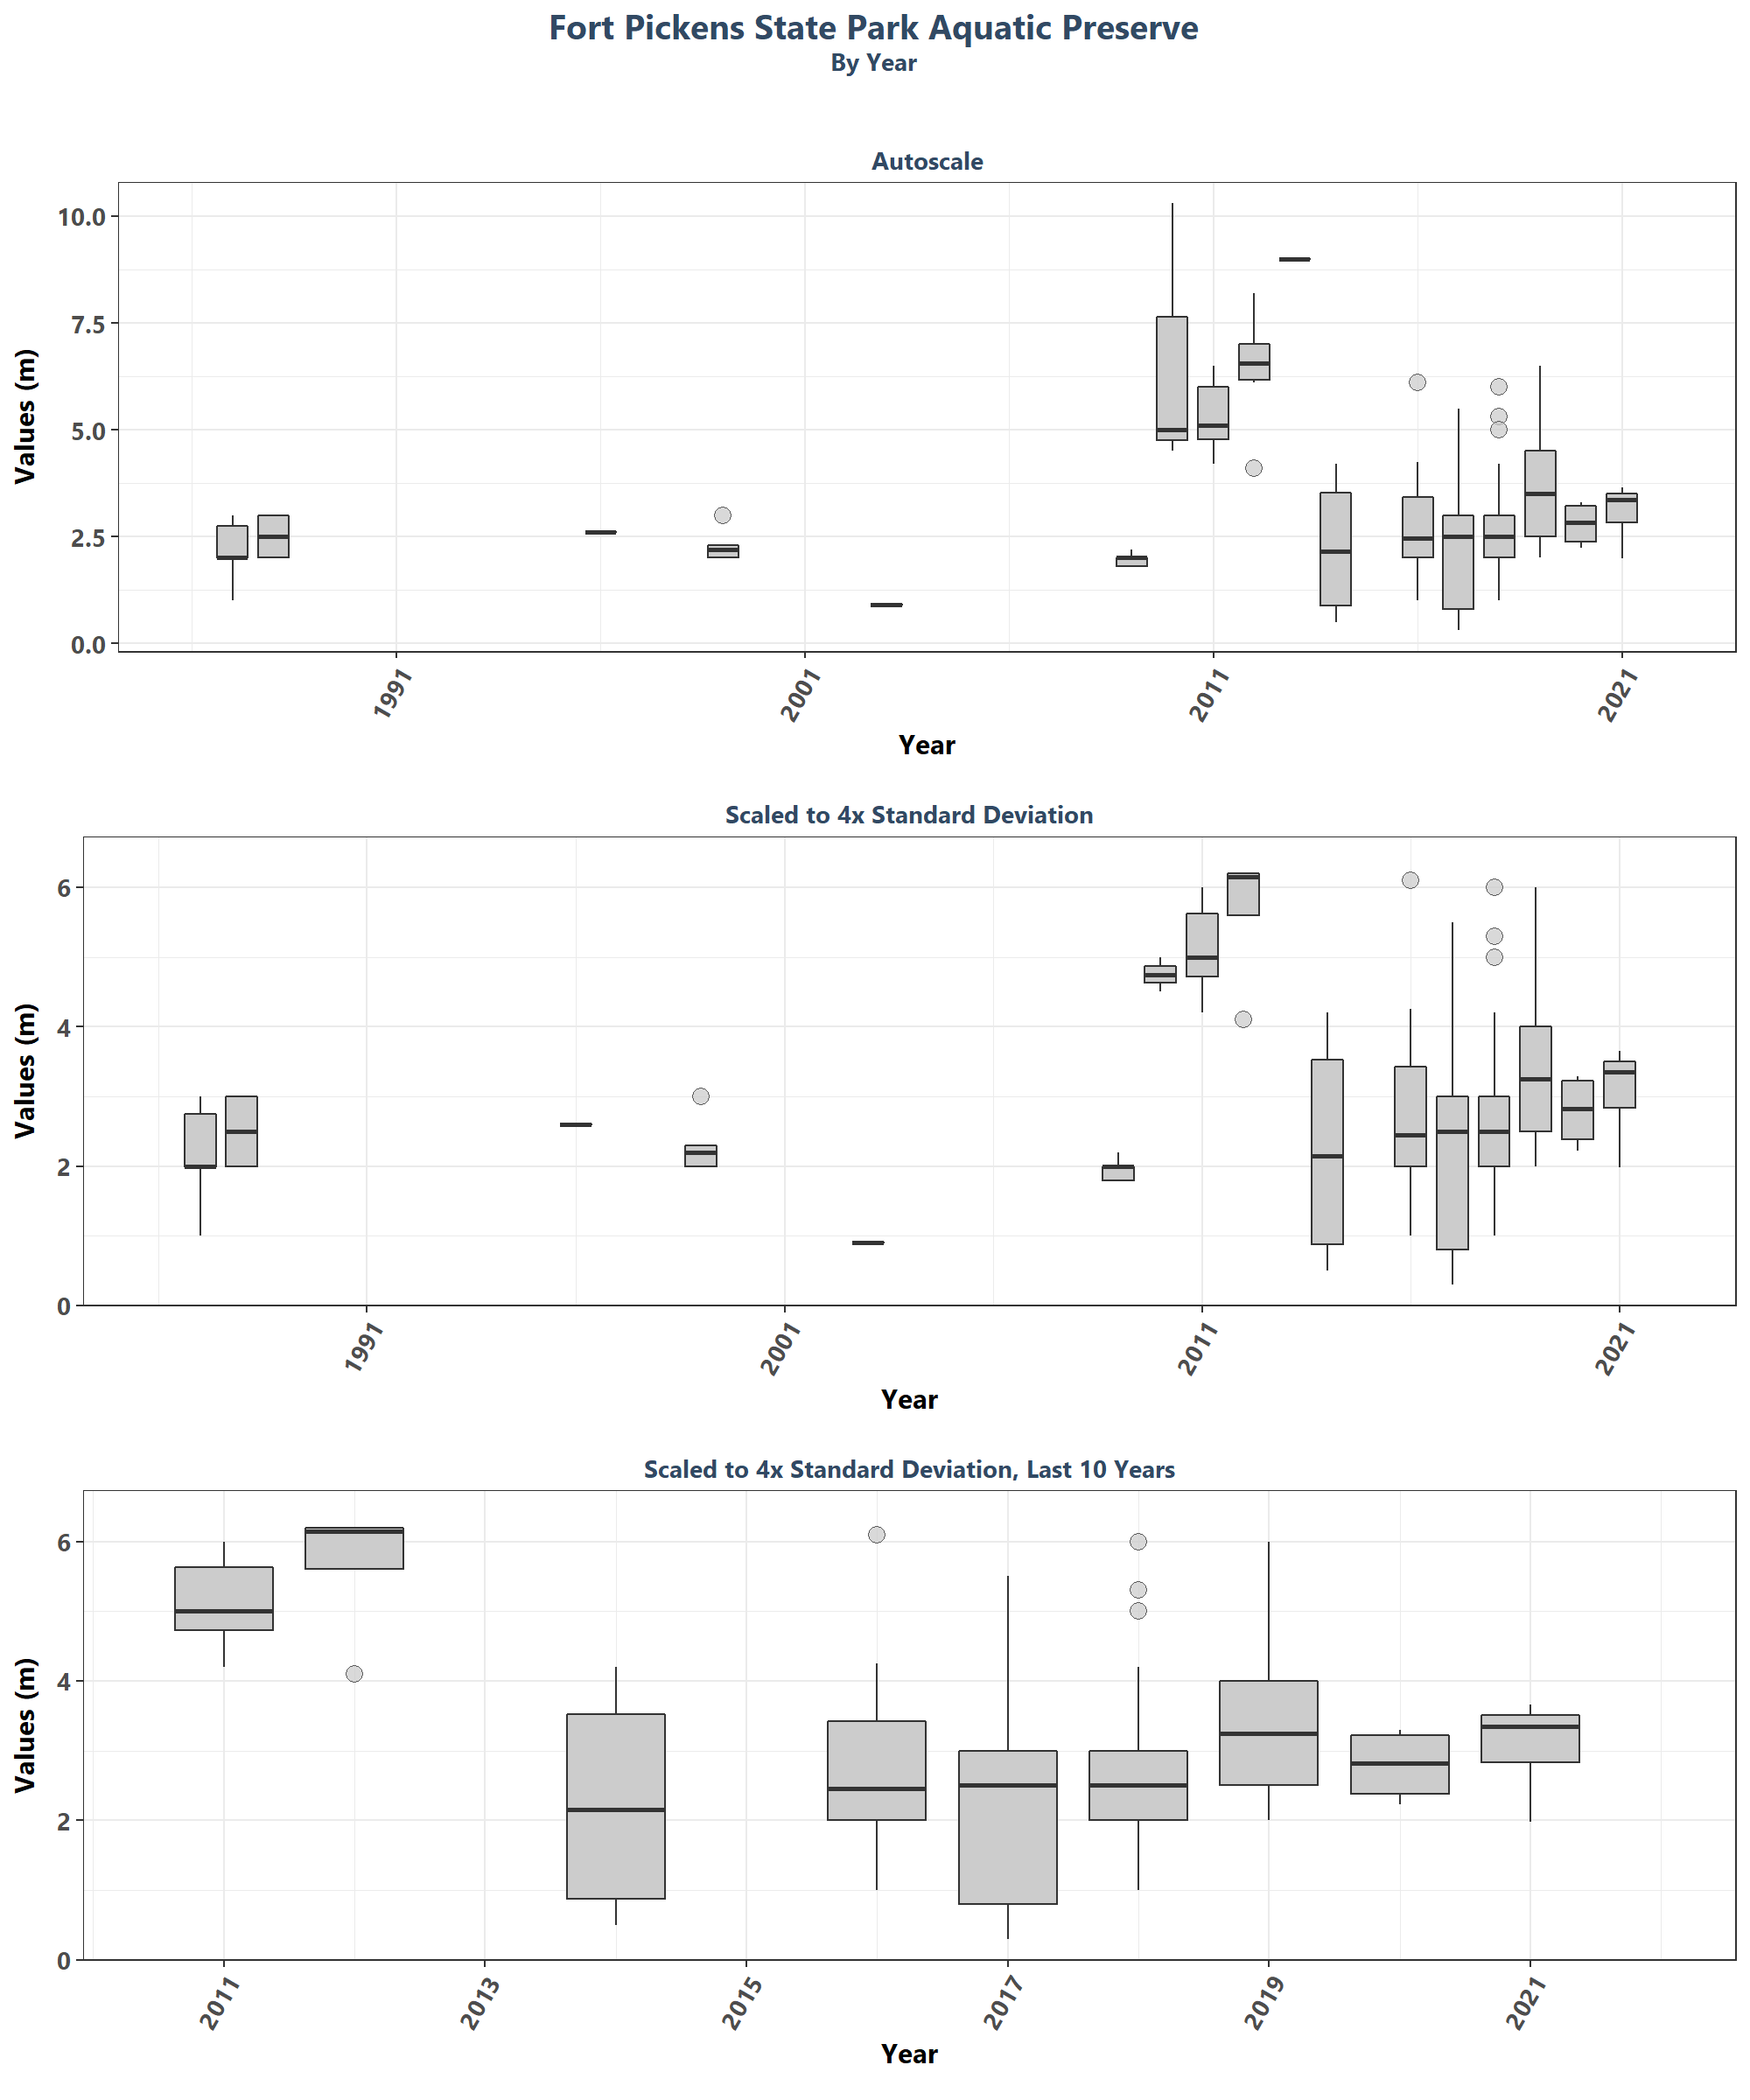 Fort Pickens State Park Aquatic Preserve
By Year
Autoscale
Values (m)
10.0
7.5
5.0
2.5
0.0
1991
2001
2011
2021
Year
Scaled to 4x Standard Deviation
Values (m)
6
4
2
0
1991
2001
2011
2021
Year
Scaled to 4x Standard Deviation, Last 10 Years
Values (m)
6
4
2
0
2011
2013
2015
2017
2019
2021
Year